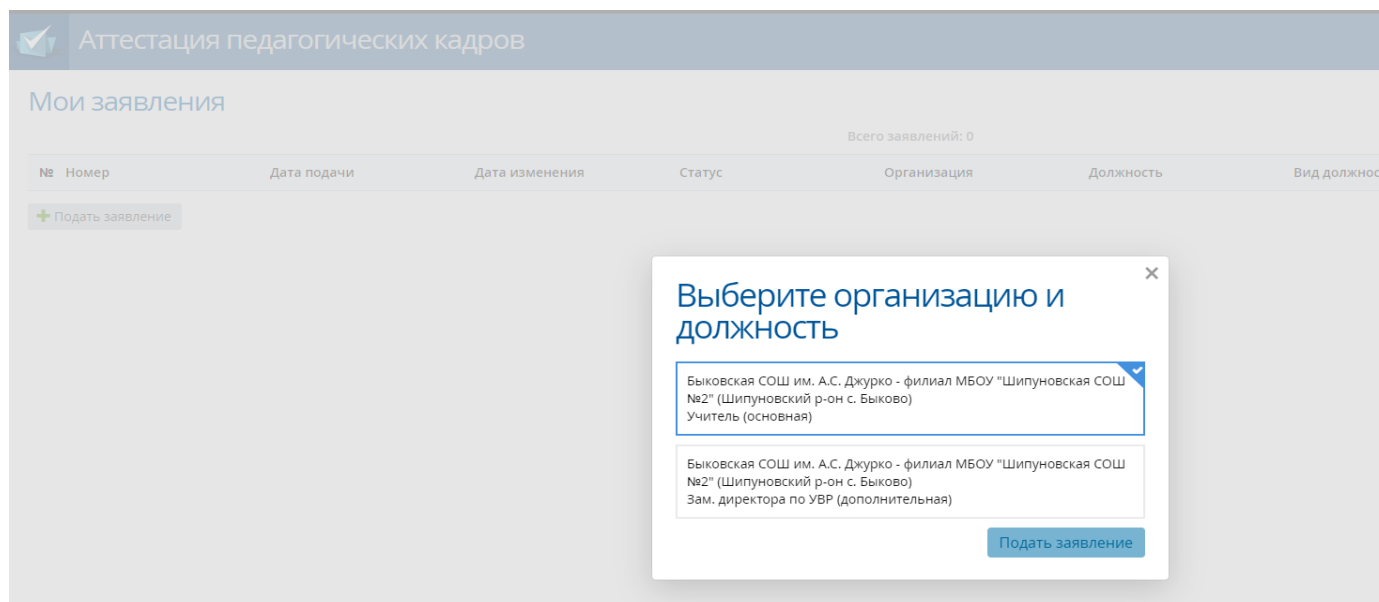 Аттестация педагогических кадров
Мои заявления
Всего заявлений: 0
№ Номер Дата подачи Дата изменения Статус Организация Должность Вид должнос
Подать заявление
Выберите организацию и
должность
Быковская СОШ им. А.С. Джурко - филиал МБОУ "Шипуновская СОШ
№2" (Шипуновский р-он с. Быково)
Учитель (основная)
Быковская СОШ им. А.С. Джурко - филиал МБОУ "Шипуновская СОШ
№2" (Шипуновский р-он с. Быково)
Зам. директора по УВР (дополнительная)
Подать заявление